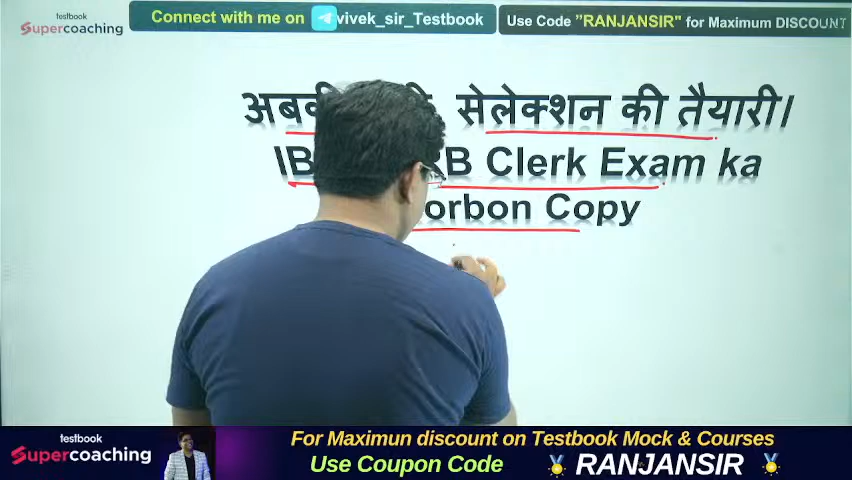 testbook
Supercoaching
Connect with me on vivek_sir_Testbook
Use Code "RANJANSIR" for Maximum DISCOUNT
सेलेक्शन की तैयारी।
Clerk Exam ka
Copy
testbook
Supercoaching
For Maximun discount on Testbook Mock & Courses
Use Coupon Code RANJANSIR